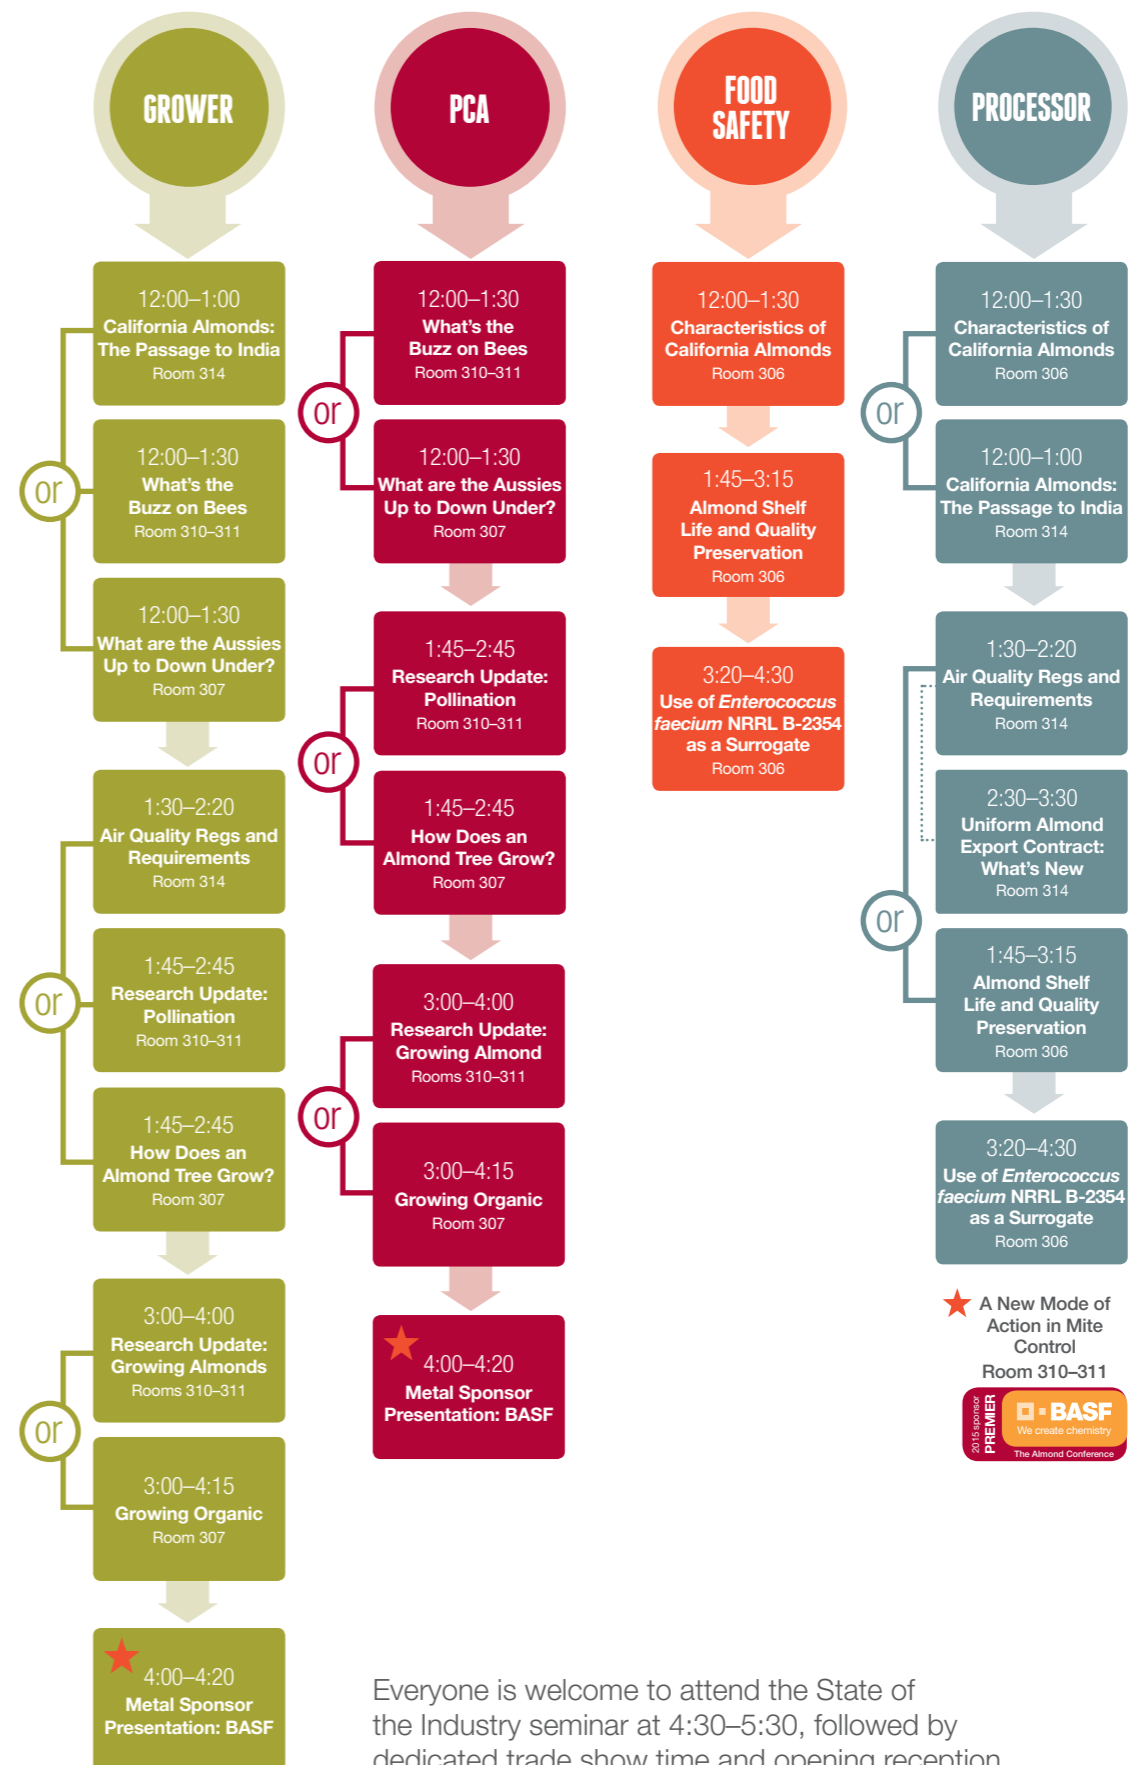 GROWER
12:00–1:00
California Almonds:
The Passage to India
Room 314
or
12:00–1:30
What's the
Buzz on Bees
Room 310–311
12:00–1:30
What are the Aussies
Up to Down Under?
Room 307
1:30–2:20
Air Quality Regs and
Requirements
Room 314
or
1:45–2:45
Research Update:
Pollination
Room 310–311
1:45–2:45
How Does an
Almond Tree Grow?
Room 307
3:00–4:00
Research Update:
Growing Almonds
Rooms 310–311
or
3:00–4:15
Growing Organic
Room 307
4:00–4:20
Metal Sponsor
Presentation: BASF
PCA
12:00–1:30
What's the
Buzz on Bees
Room 310–311
or
12:00–1:30
What are the Aussies
Up to Down Under?
Room 307
1:45–2:45
Research Update:
Pollination
Room 310–311
or
1:45–2:45
How Does an
Almond Tree Grow?
Room 307
3:00–4:00
Research Update:
Growing Almond
Rooms 310–311
or
3:00–4:15
Growing Organic
Room 307
4:00–4:20
Metal Sponsor
Presentation: BASF
FOOD
SAFETY
12:00–1:30
Characteristics of
California Almonds
Room 306
1:45–3:15
Almond Shelf
Life and Quality
Preservation
Room 306
3:20–4:30
Use of Enterococcus
faecium NRRL B-2354
as a Surrogate
Room 306
PROCESSOR
12:00–1:30
Characteristics of
California Almonds
Room 306
or
12:00–1:00
California Almonds:
The Passage to India
Room 314
1:30–2:20
Air Quality Regs and
Requirements
Room 314
2:30–3:30
Uniform Almond
Export Contract:
What's New
Room 314
or
1:45–3:15
Almond Shelf
Life and Quality
Preservation
Room 306
3:20–4:30
Use of Enterococcus
faecium NRRL B-2354
as a Surrogate
Room 306
A New Mode of
Action in Mite
Control
Room 310–311
2015 sponsor
PREMIER
BASF
We create chemistry
The Almond Conference
Everyone is welcome to attend the State of
the Industry seminar at 4:30–5:30, followed by
dedicated trade show time and opening reception